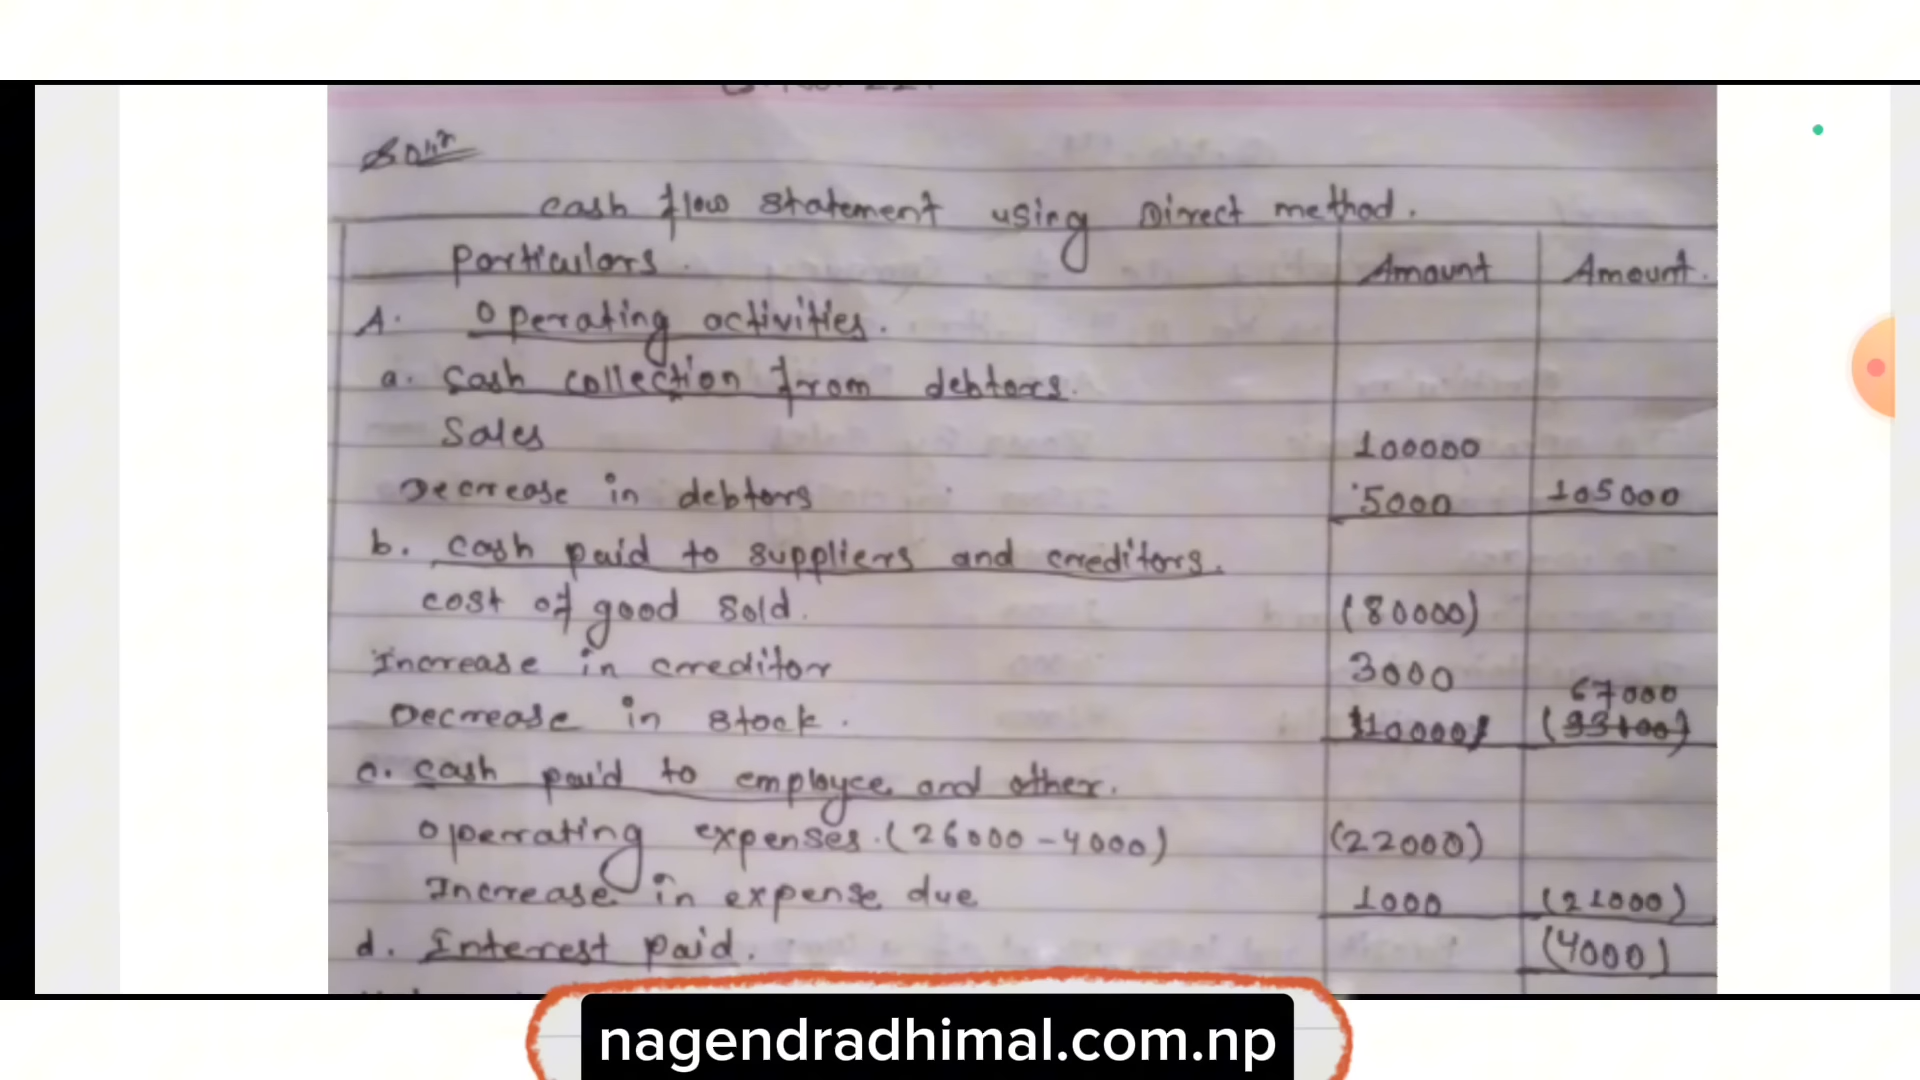 Soln
cash flow statement using Direct method.
Particulars. Amount Amount.
A. Operating activities.
a. Cash collection from debtors.
Sales 100000
Decrease in debtors 5000 105000
b. cash paid to suppliers and creditors.
cost of good sold. (80000)
Increase in creditor 3000
67000
Decrease in stock. 10000 (93100)
c. cash paid to employee and other.
operating expenses. (26000-4000) (22000)
Increase in expense due 1000 (21000)
d. Interest paid. (4000)
nagendradhimal.com.np